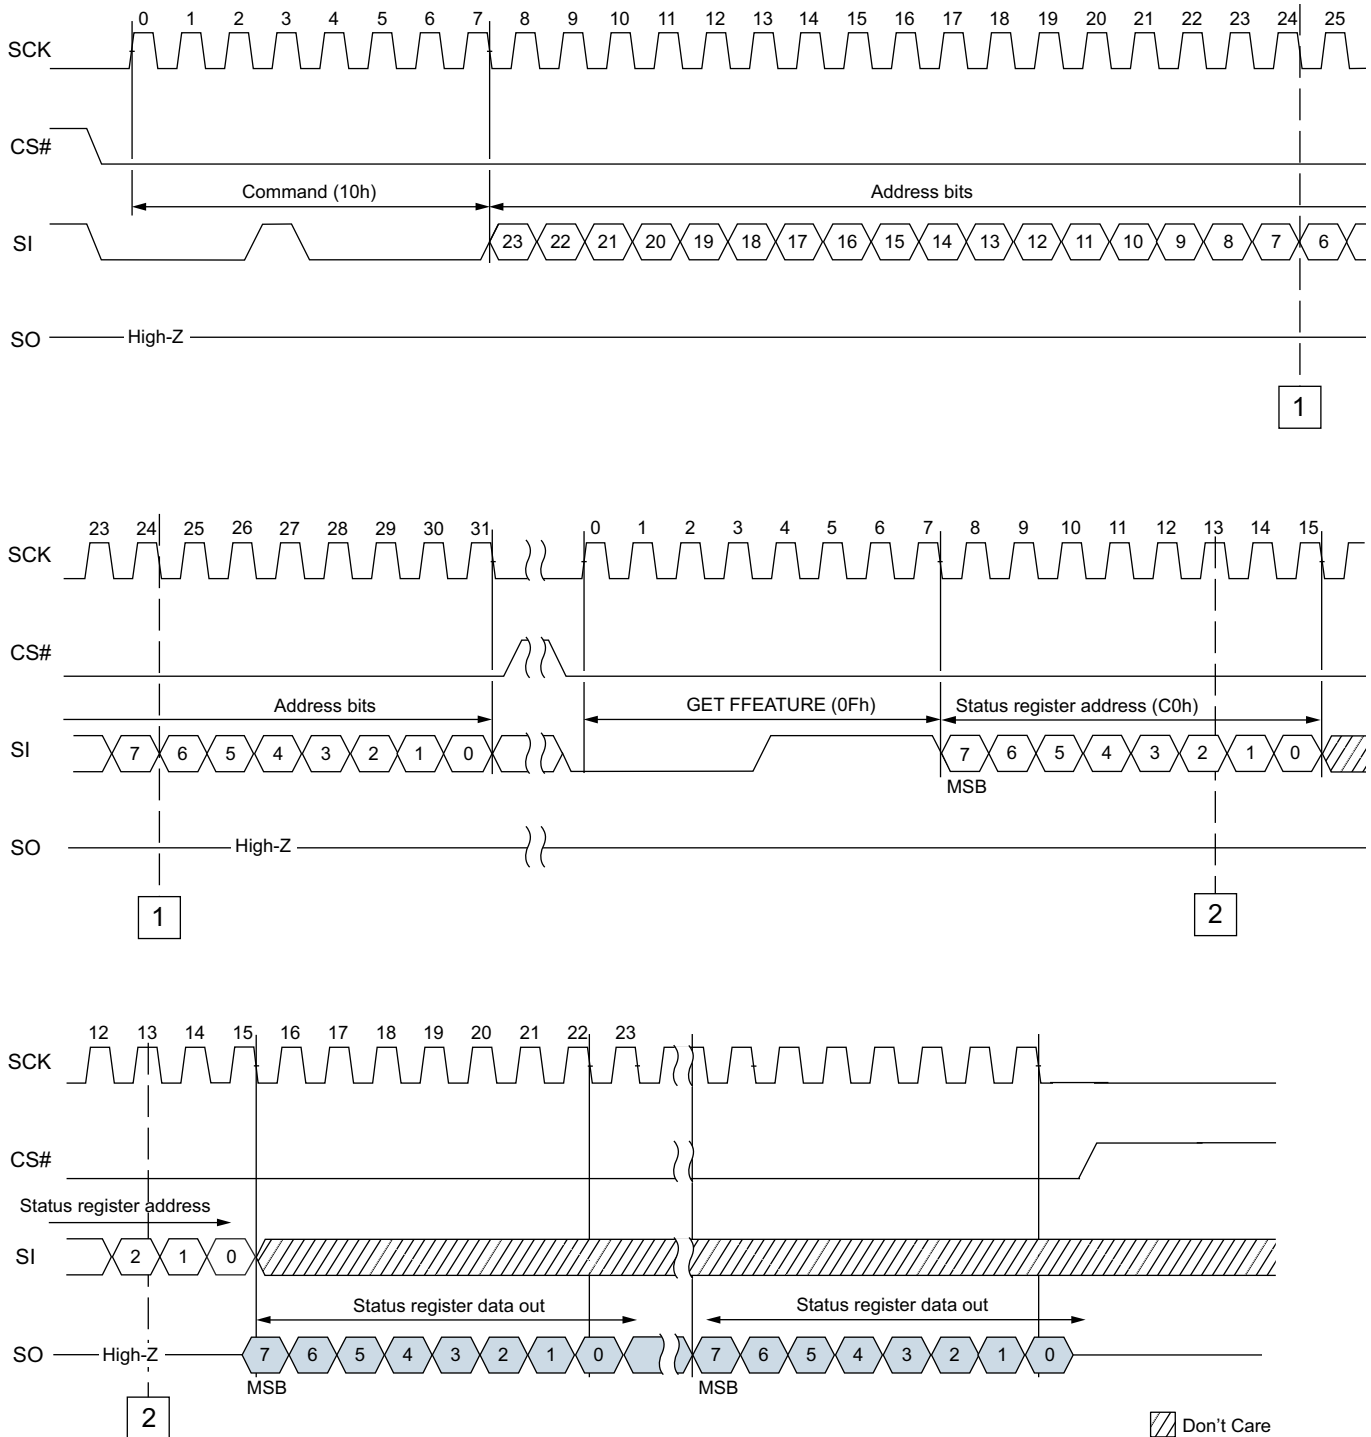 0 1 2 3 4 5 6 7 8 9 10 11 12 13 14 15 16 17 18 19 20 21 22 23 24 25
SCK
CS#
Command (10h) Address bits
SI 23 22 21 20 19 18 17 16 15 14 13 12 11 10 9 8 7 6
SO High-Z
1
23 24 25 26 27 28 29 30 31 0 1 2 3 4 5 6 7 8 9 10 11 12 13 14 15
SCK
CS#
Address bits GET FFEATURE (0Fh) Status register address (C0h)
SI 7 6 5 4 3 2 1 0 7 6 5 4 3 2 1 0
MSB
SO High-Z
1 2
12 13 14 15 16 17 18 19 20 21 22 23
SCK
CS#
Status register address
SI 2 1 0
Status register data out Status register data out
SO High-Z 7 6 5 4 3 2 1 0 7 6 5 4 3 2 1 0
MSB MSB
2
Don't Care